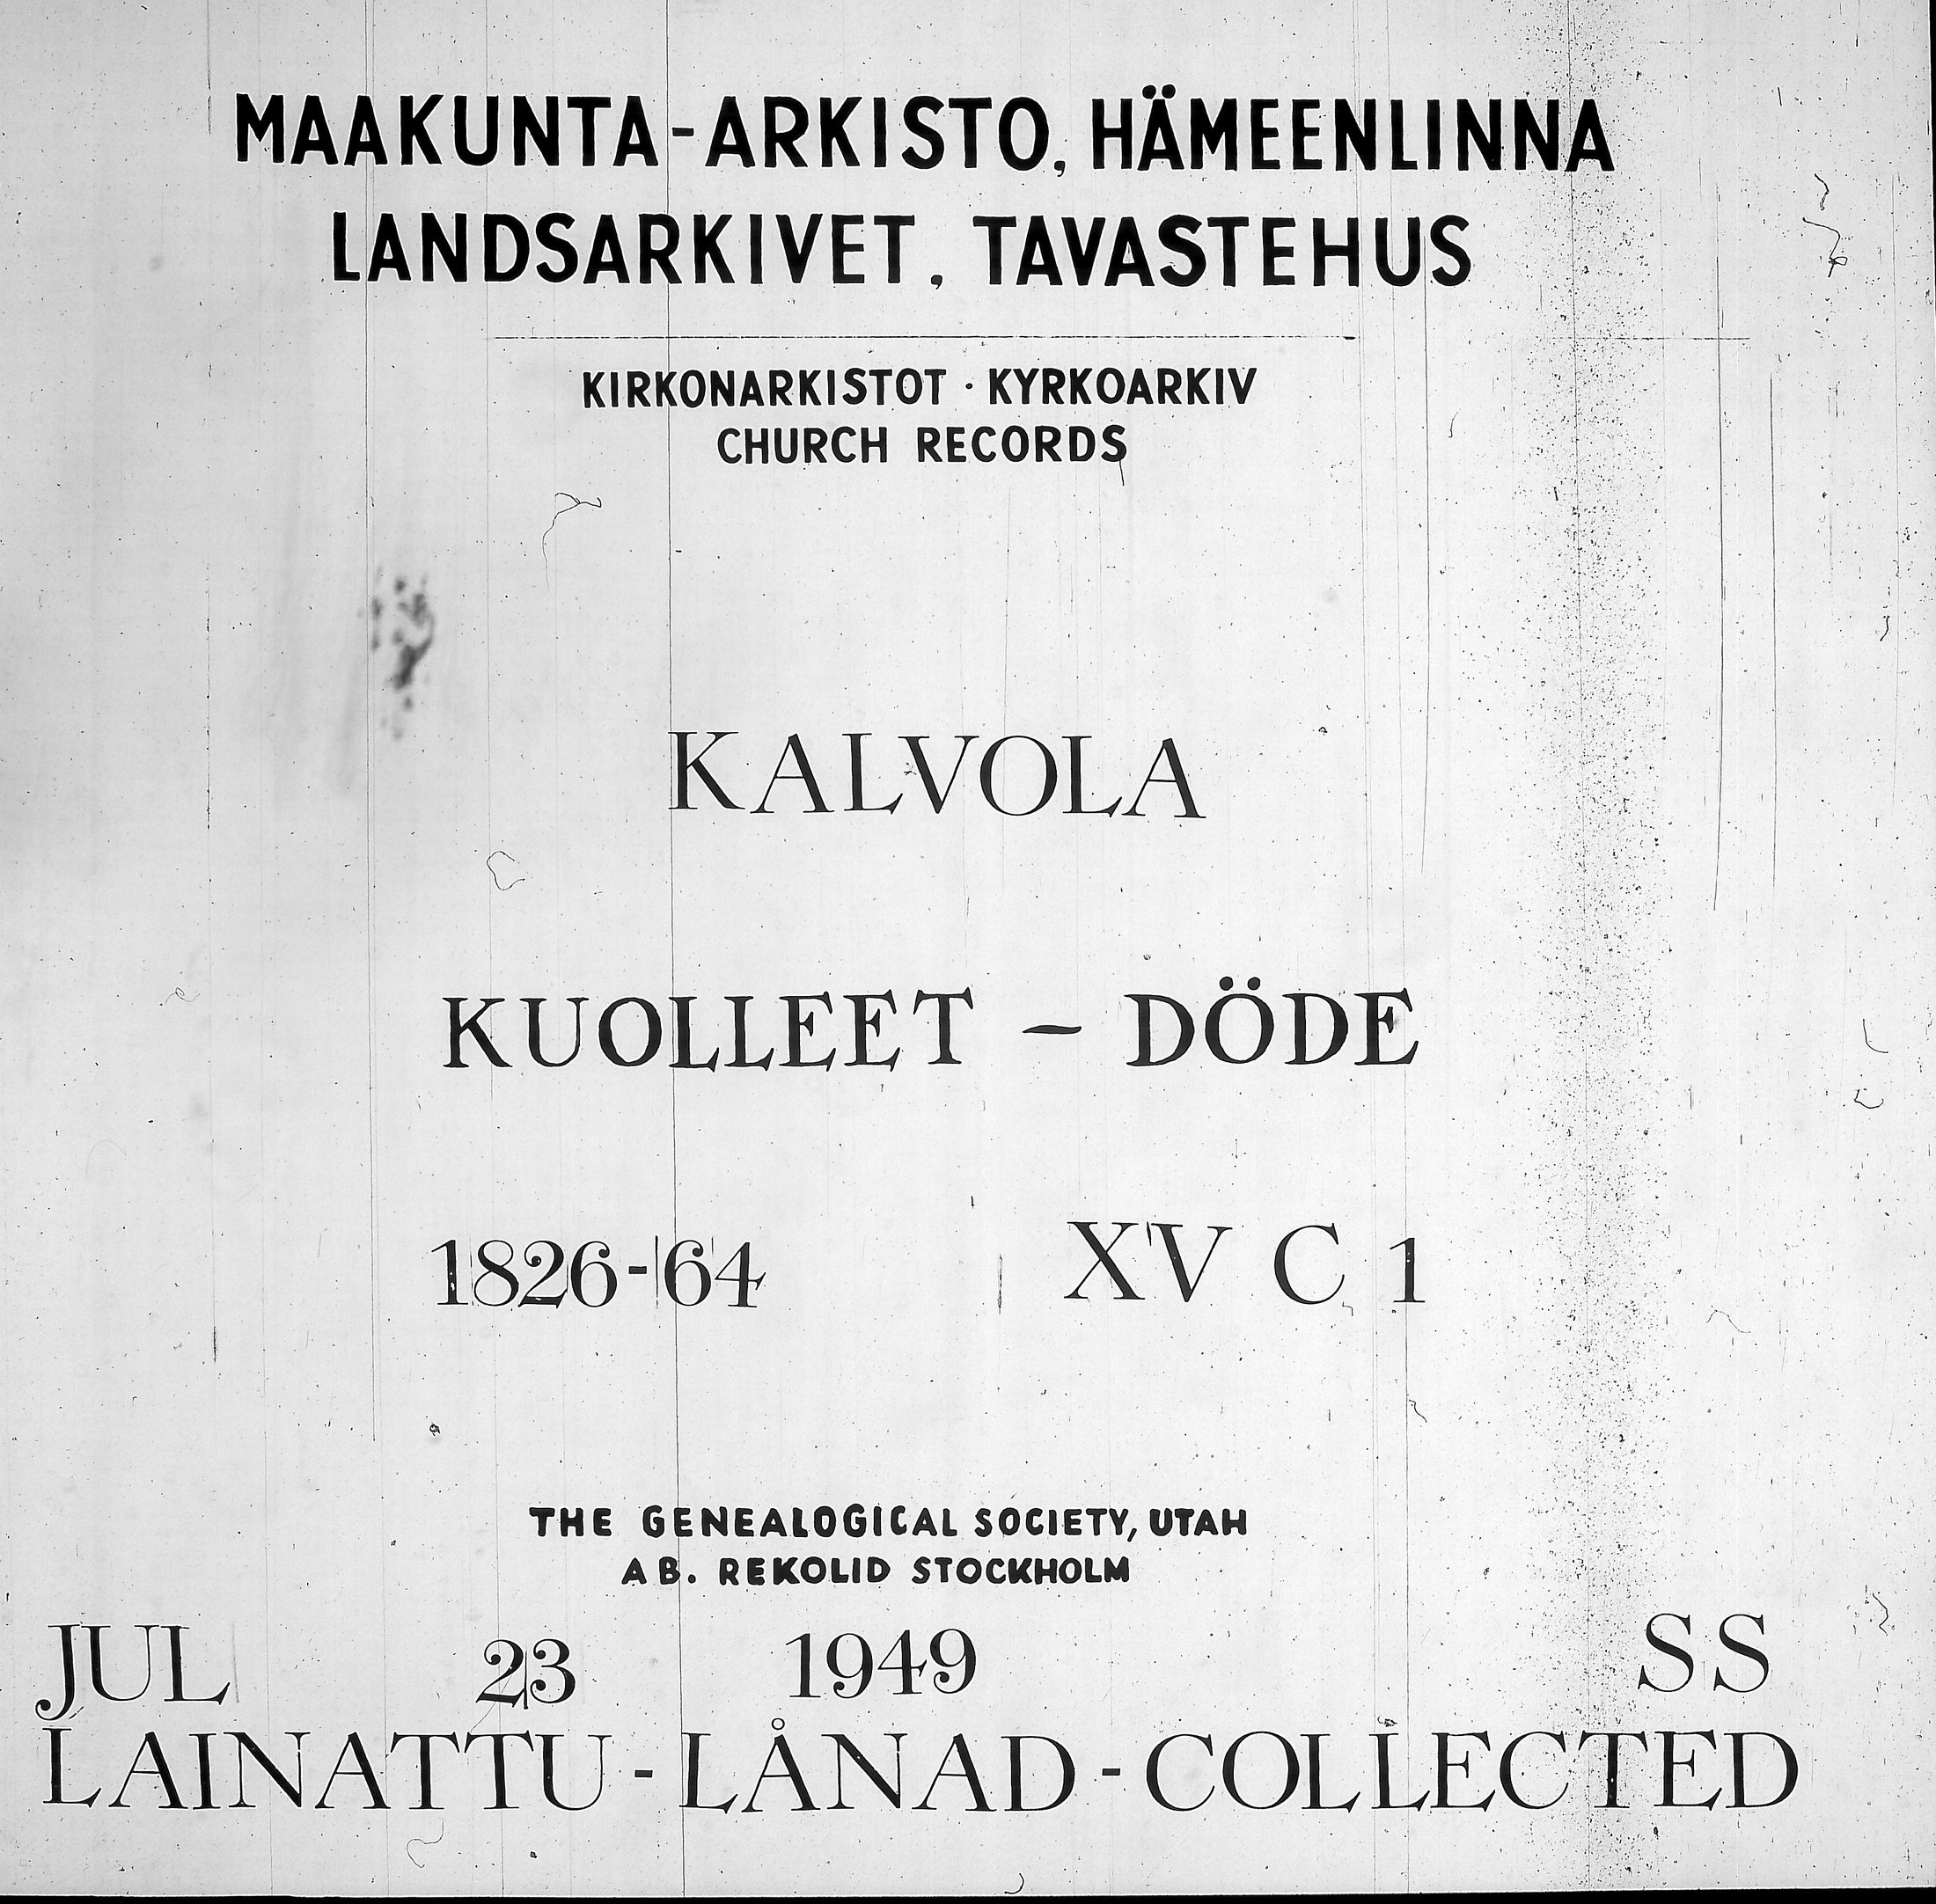 MAAKUNTA-ARKISTO, HÄMEENLINNA
LANDSARKIVET, TAVASTEHUS
KIRKONARKISTOT · KYRKOARKIV
CHURCH RECORDS
KALVOLA
KUOLLEET - DÖDE
1826-64 XV C 1
THE GENEALOGICAL SOCIETY, UTAH
AB. REKOLID STOCKHOLM
JUL 23 1949 SS
LAINATTU - LÅNAD - COLLECTED